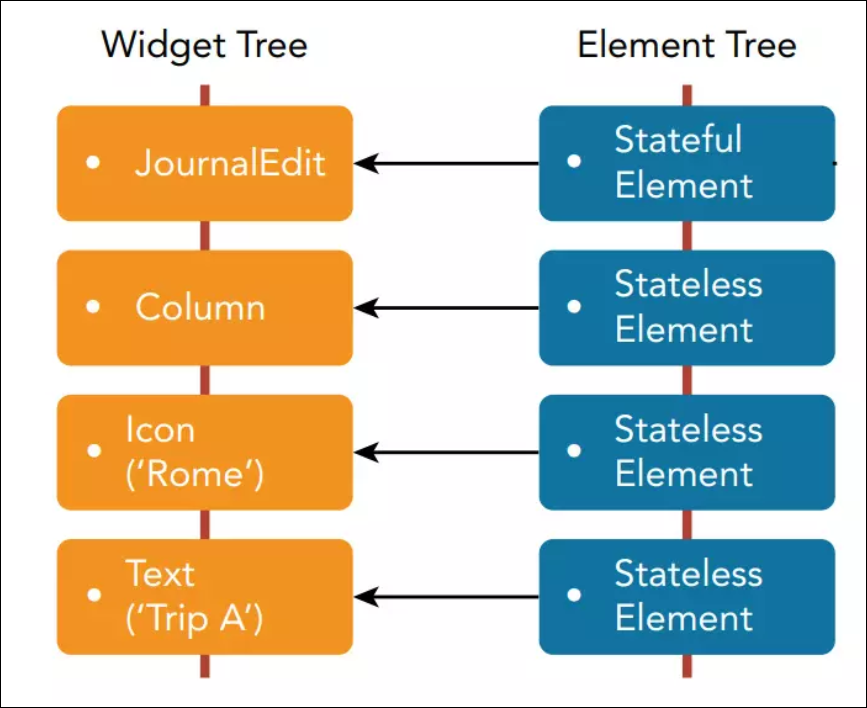 Widget Tree
Element Tree
• JournalEdit
• Stateful
Element
• Column
• Stateless
Element
• Icon
(‘Rome’)
• Stateless
Element
• Text
(‘Trip A’)
• Stateless
Element